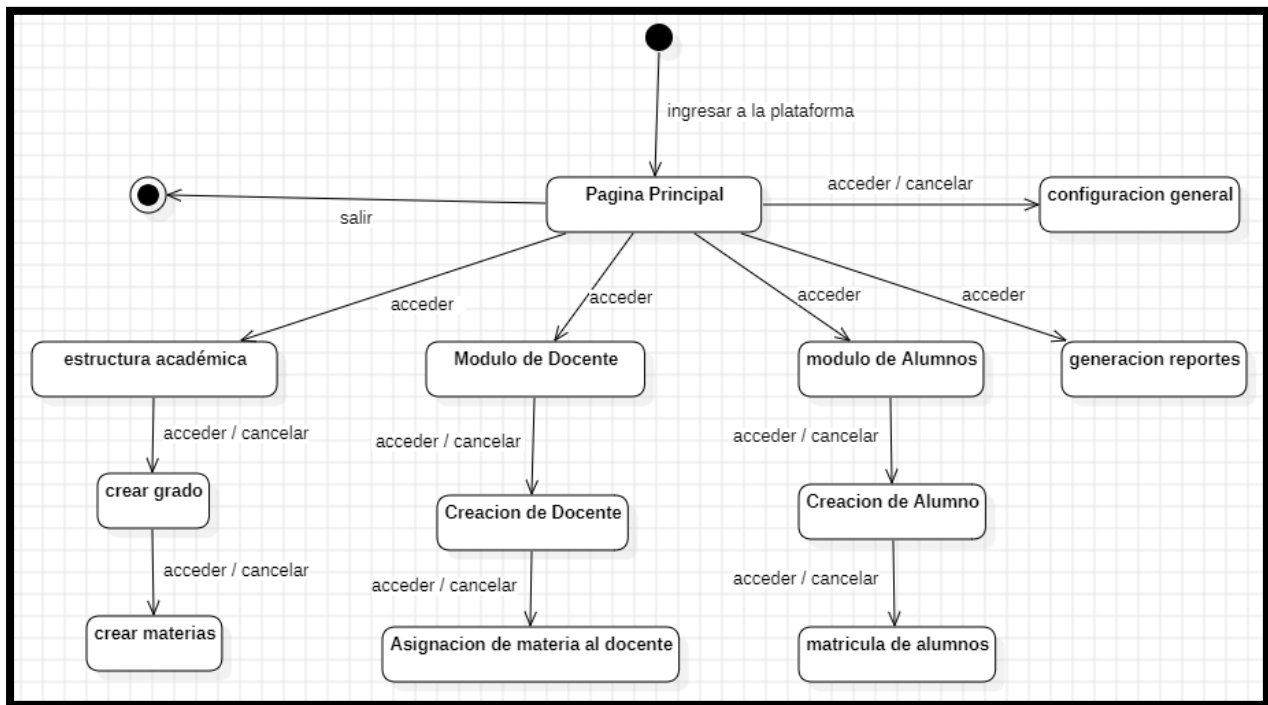 ingresar a la plataforma
Pagina Principal
acceder / cancelar
configuracion general
salir
acceder
acceder
acceder
acceder
estructura académica
Modulo de Docente
modulo de Alumnos
generacion reportes
acceder / cancelar
acceder / cancelar
acceder / cancelar
crear grado
Creacion de Docente
Creacion de Alumno
acceder / cancelar
acceder / cancelar
acceder / cancelar
crear materias
Asignacion de materia al docente
matricula de alumnos